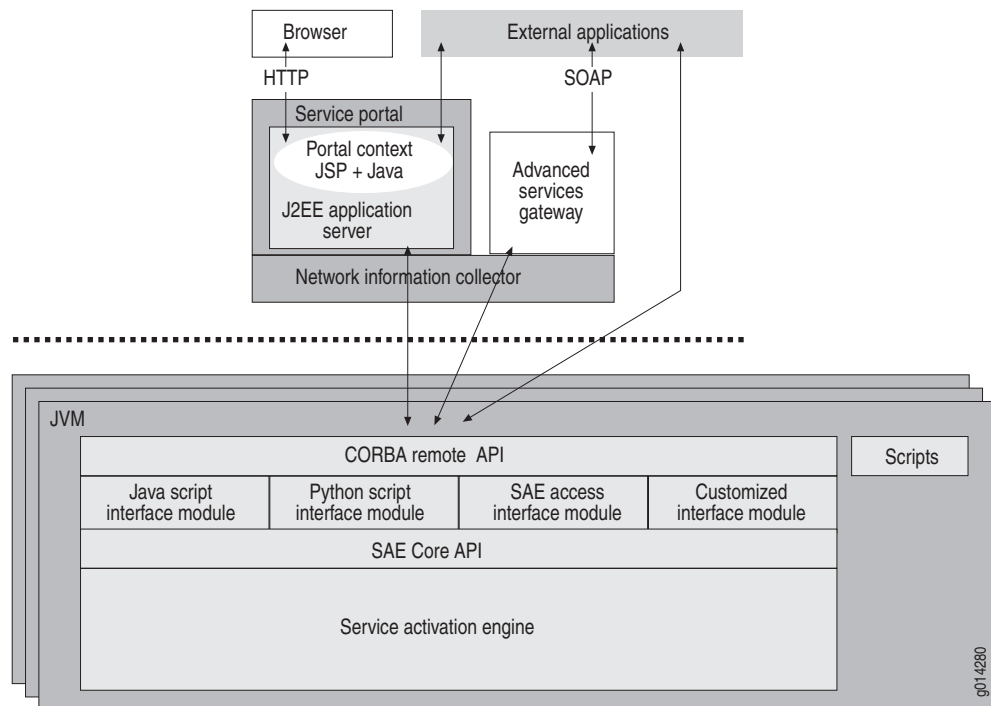 Browser
External applications
HTTP
SOAP
Service portal
Portal context
JSP + Java
J2EE application
server
Advanced
services
gateway
Network information collector
JVM
CORBA remote API
Scripts
Java script
interface module
Python script
interface module
SAE access
interface module
Customized
interface module
SAE Core API
Service activation engine
g014280